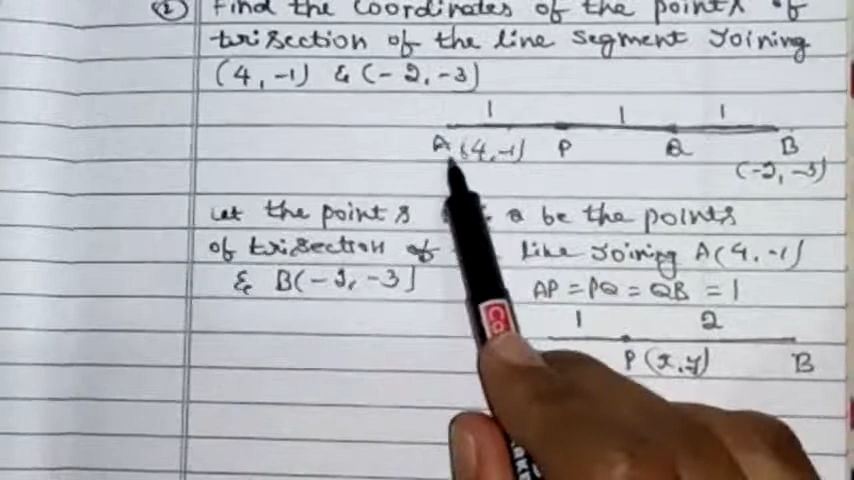 ② Find the coordinates of the points of
trisection of the line segment joining
(4, -1) & (-2, -3)
1 1 1
A (4, -1) P Q B
(-2, -3)
Let the points Q be the points
of trisection of line joining A(4, -1)
& B(-2, -3) AP = PQ = QB = 1
1 2
P(x, y) B
Co